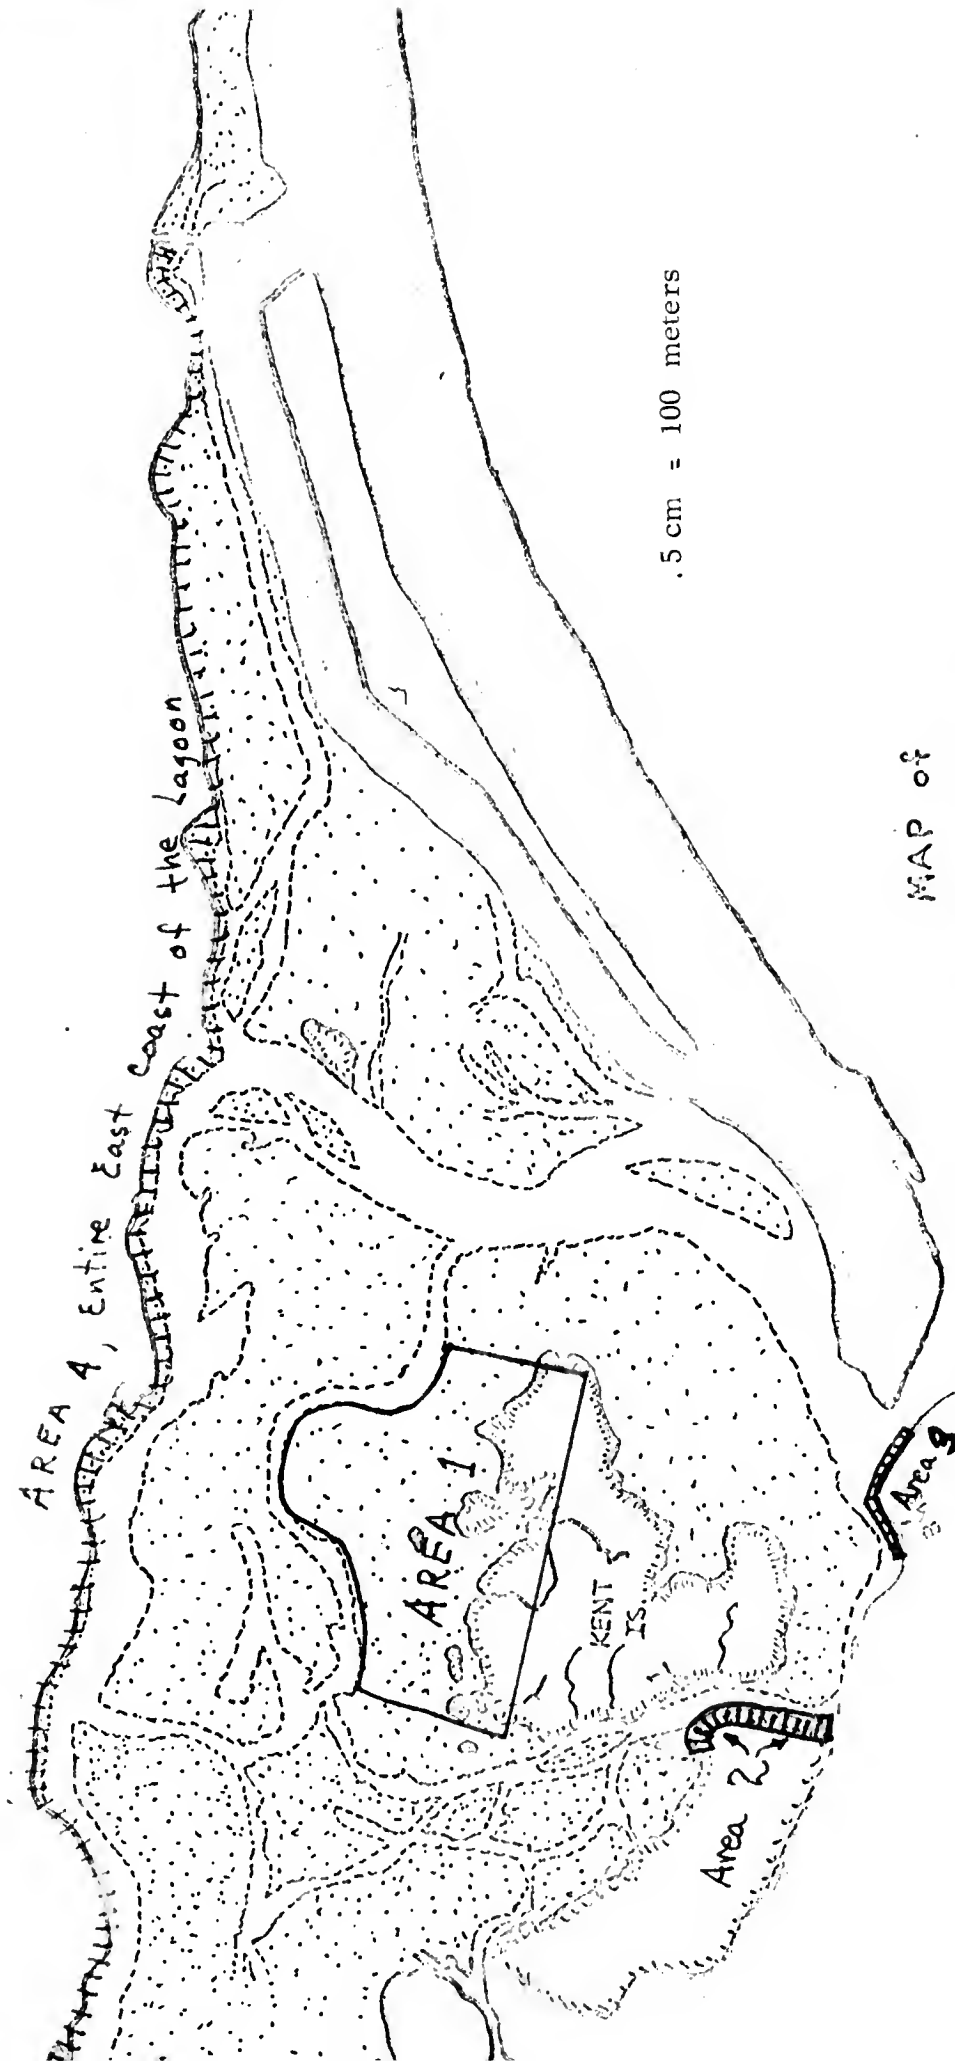 AREA 4, Entire East Coast of the Lagoon
AREA 1
KENT
IS.
Area 2
Area 3
.5 cm = 100 meters
MAP of